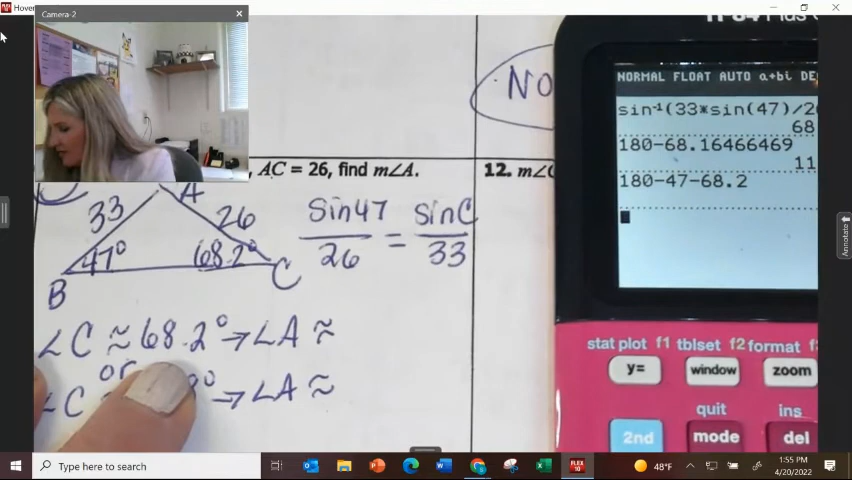 Hover
Camera-2
NO
AC = 26, find m∠A.
12. m∠
A
33
26
47°
68.2°
B
C
sin47 = sinC
26 33
∠C ≈ 68.2° → ∠A ≈
or
∠C → ∠A ≈
NORMAL FLOAT AUTO a+bi DE
sin⁻¹(33*sin(47)/2
68
180-68.16466469
11
180-47-68.2
stat plot f1 tblset f2 format
y= window zoom
quit ins
2nd mode del
Annotate
Type here to search
48°F
1:55 PM
4/20/2022